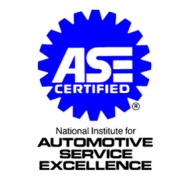 ASE
CERTIFIED
®
National Institute for
AUTOMOTIVE
SERVICE
EXCELLENCE